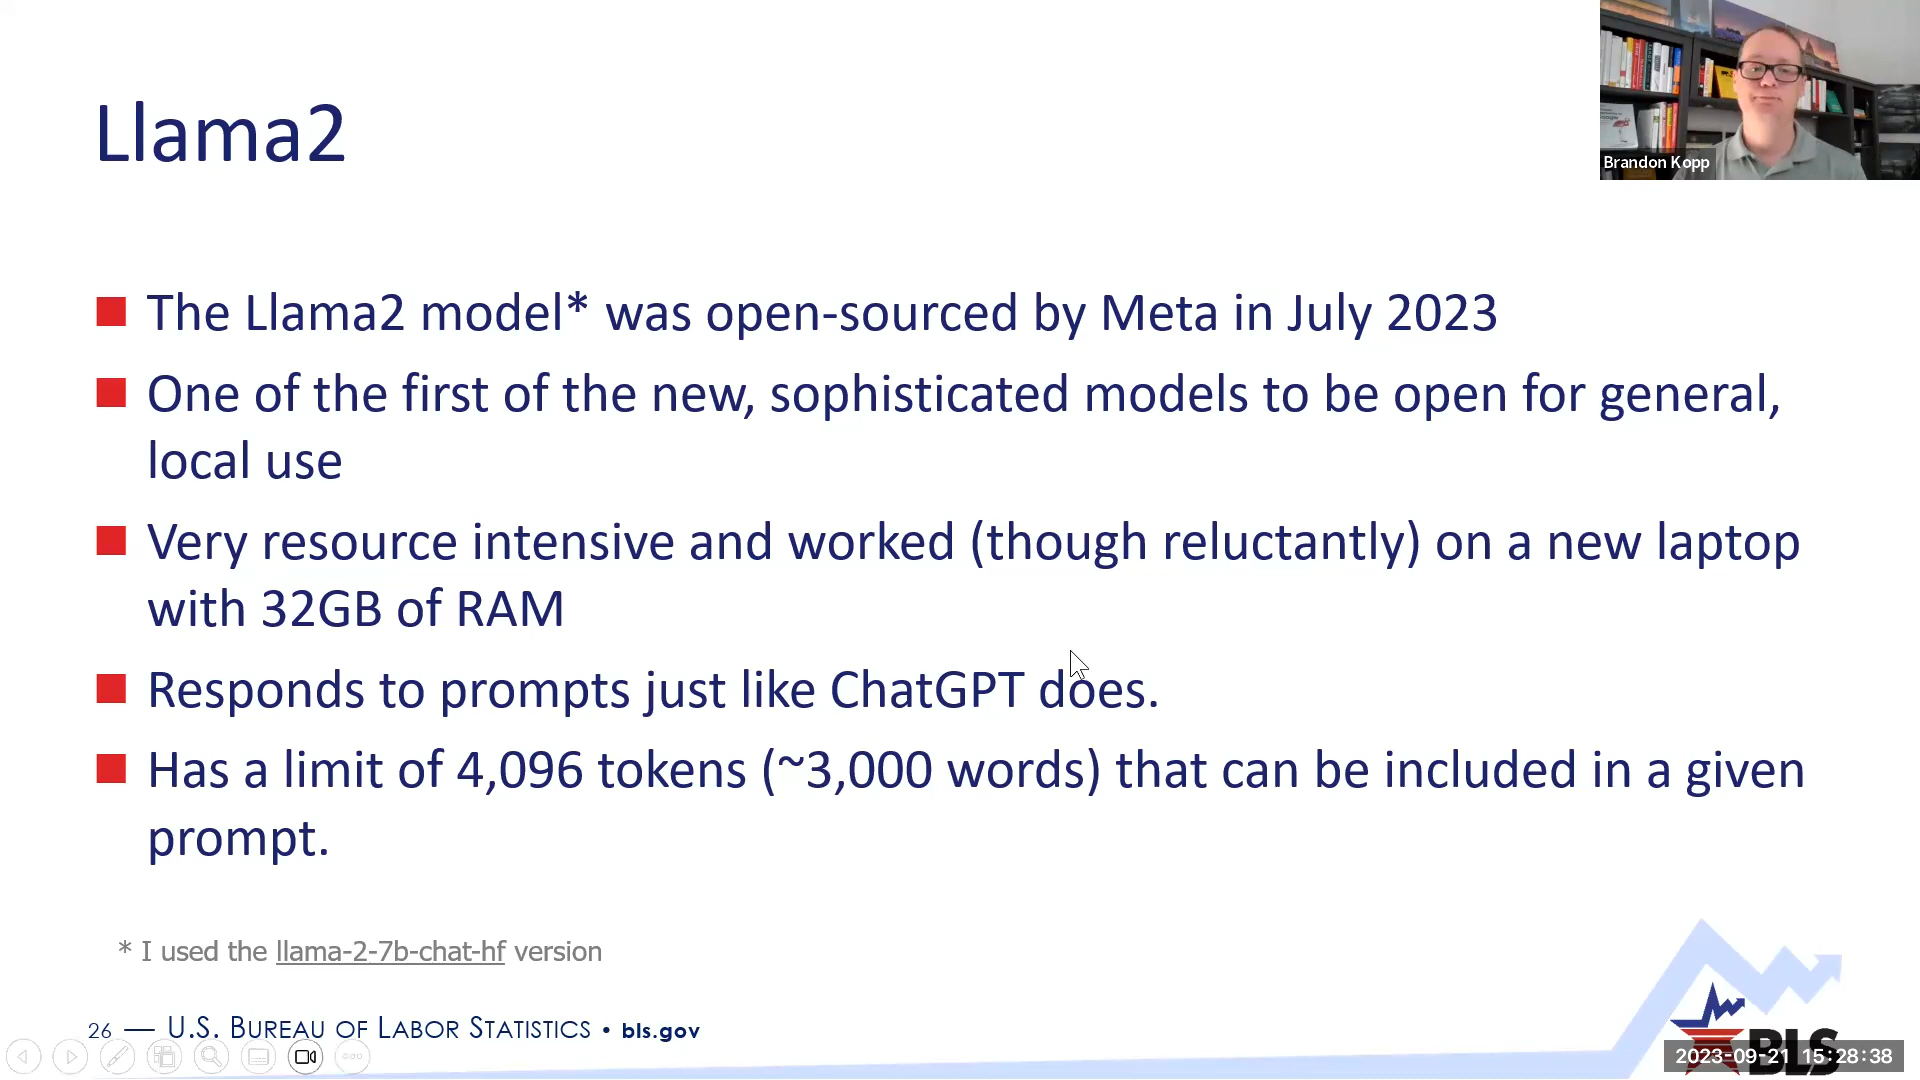 Llama2
Brandon Kopp
The Llama2 model* was open-sourced by Meta in July 2023
One of the first of the new, sophisticated models to be open for general,
local use
Very resource intensive and worked (though reluctantly) on a new laptop
with 32GB of RAM
Responds to prompts just like ChatGPT does.
Has a limit of 4,096 tokens (~3,000 words) that can be included in a given
prompt.
* I used the llama-2-7b-chat-hf version
26 — U.S. BUREAU OF LABOR STATISTICS • bls.gov
BLS
2023-09-21 15:28:38